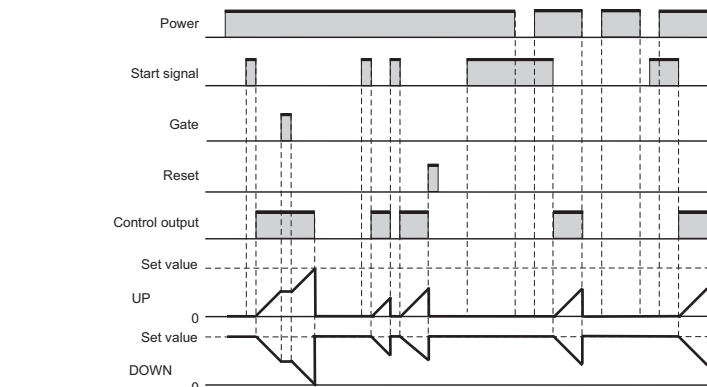 Power
Start signal
Gate
Reset
Control output
Set value
UP
0
Set value
DOWN
0